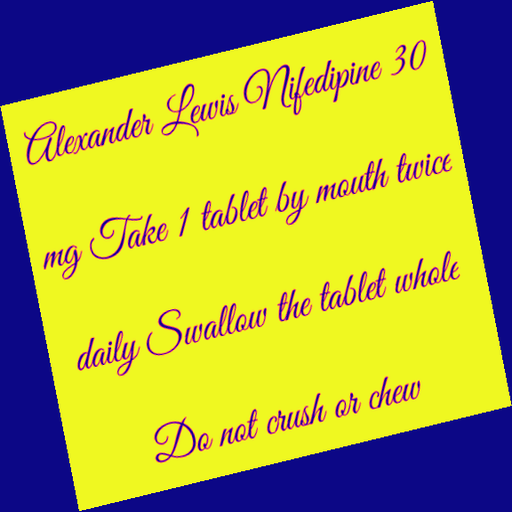 Alexander Lewis Nifedipine 30
mg Take 1 tablet by mouth twice
daily Swallow the tablet whole
Do not crush or chew